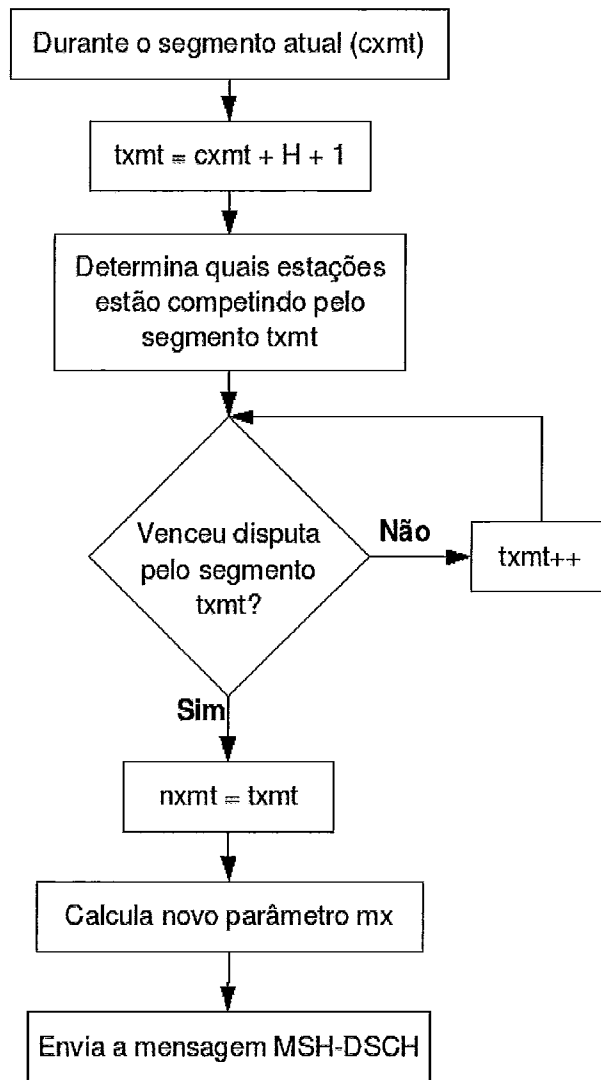 Durante o segmento atual (cxmt)
txmt = cxmt + H + 1
Determina quais estações
estão competindo pelo
segmento txmt
Venceu disputa
pelo segmento
txmt?
Não
txmt++
Sim
nxmt = txmt
Calcula novo parâmetro mx
Envia a mensagem MSH-DSCH